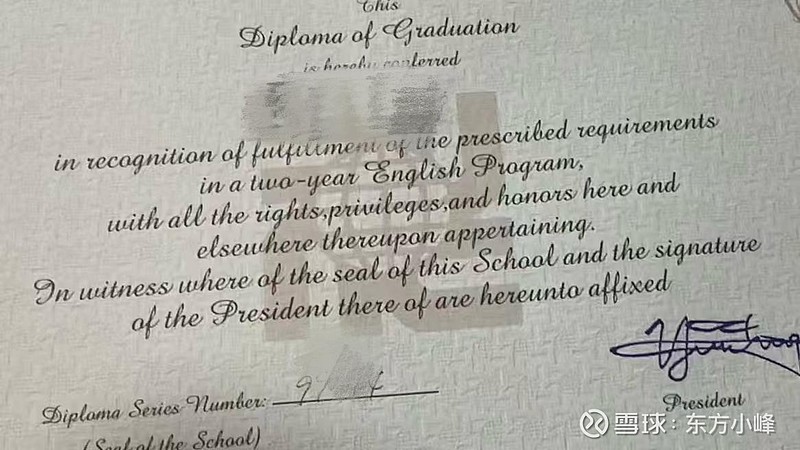 This
Diploma of Graduation
is hereby conferred
in recognition of fulfillment of the prescribed requirements
in a two-year English Program,
with all the rights,privileges,and honors here and
elsewhere thereupon appertaining.
In witness where of the seal of this School and the signature
of the President there of are hereunto affixed
Diploma Series Number: 9/ 4
President
(Seal of the School)
雪球:东方小峰